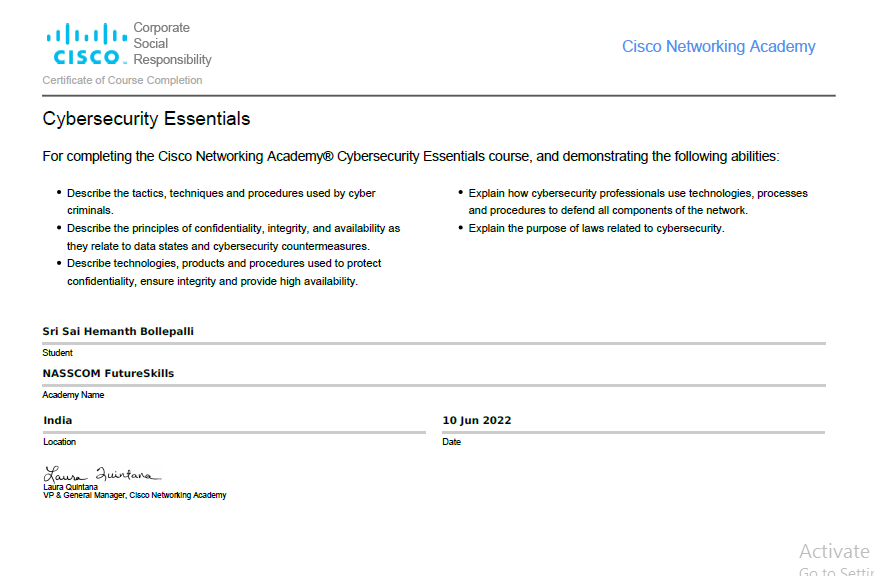 Corporate
Social
Responsibility
CISCO
Cisco Networking Academy
Certificate of Course Completion
Cybersecurity Essentials
For completing the Cisco Networking Academy® Cybersecurity Essentials course, and demonstrating the following abilities:
• Describe the tactics, techniques and procedures used by cyber
criminals.
• Describe the principles of confidentiality, integrity, and availability as
they relate to data states and cybersecurity countermeasures.
• Describe technologies, products and procedures used to protect
confidentiality, ensure integrity and provide high availability.
• Explain how cybersecurity professionals use technologies, processes
and procedures to defend all components of the network.
• Explain the purpose of laws related to cybersecurity.
Sri Sai Hemanth Bollepalli
Student
NASSCOM FutureSkills
Academy Name
India
Location
10 Jun 2022
Date
Laura Quintana
Laura Quintana
VP & General Manager, Cisco Networking Academy
Activate
Go to Setti